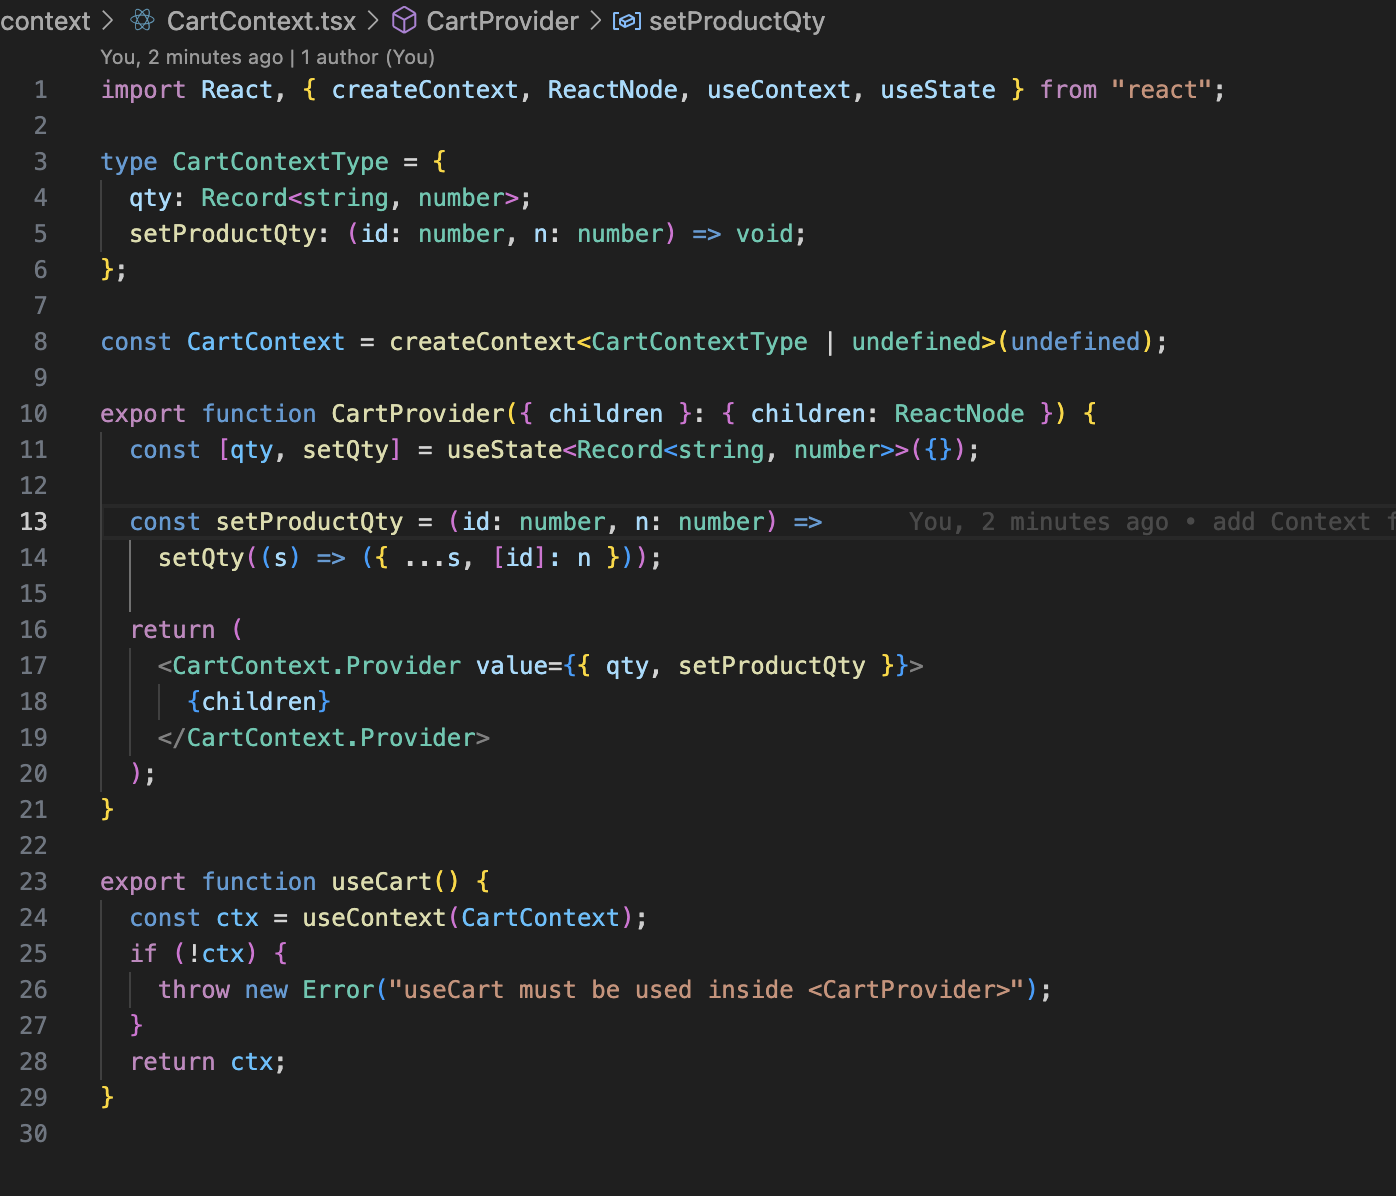 context > CartContext.tsx > CartProvider > setProductQty
You, 2 minutes ago | 1 author (You)
1 import React, { createContext, ReactNode, useContext, useState } from "react";
2
3 type CartContextType = {
4   qty: Record<string, number>;
5   setProductQty: (id: number, n: number) => void;
6 };
7
8 const CartContext = createContext<CartContextType | undefined>(undefined);
9
10 export function CartProvider({ children }: { children: ReactNode }) {
11   const [qty, setQty] = useState<Record<string, number>>({});
12
13   const setProductQty = (id: number, n: number) => You, 2 minutes ago • add Context
14     setQty((s) => ({ ...s, [id]: n }));
15
16   return (
17     <CartContext.Provider value={{ qty, setProductQty }}>
18       {children}
19     </CartContext.Provider>
20   );
21 }
22
23 export function useCart() {
24   const ctx = useContext(CartContext);
25   if (!ctx) {
26     throw new Error("useCart must be used inside <CartProvider>");
27   }
28   return ctx;
29 }
30